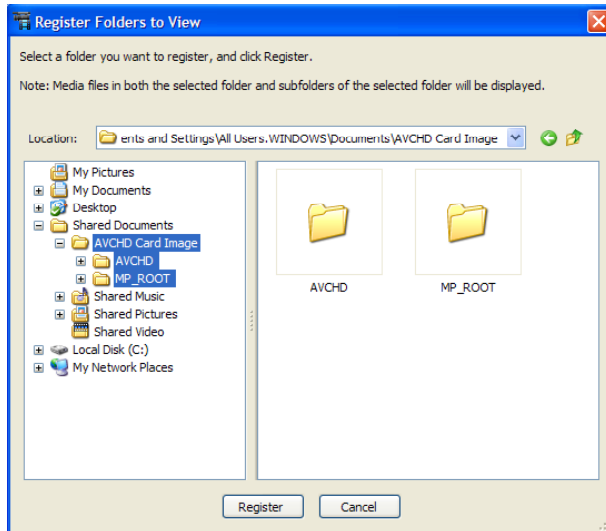 Register Folders to View
Select a folder you want to register, and click Register.
Note: Media files in both the selected folder and subfolders of the selected folder will be displayed.
Location: ents and Settings\All Users.WINDOWS\Documents\AVCHD Card Image
My Pictures
My Documents
Desktop
Shared Documents
AVCHD Card Image
AVCHD
MP_ROOT
Shared Music
Shared Pictures
Shared Video
Local Disk (C:)
My Network Places
AVCHD MP_ROOT
Register Cancel